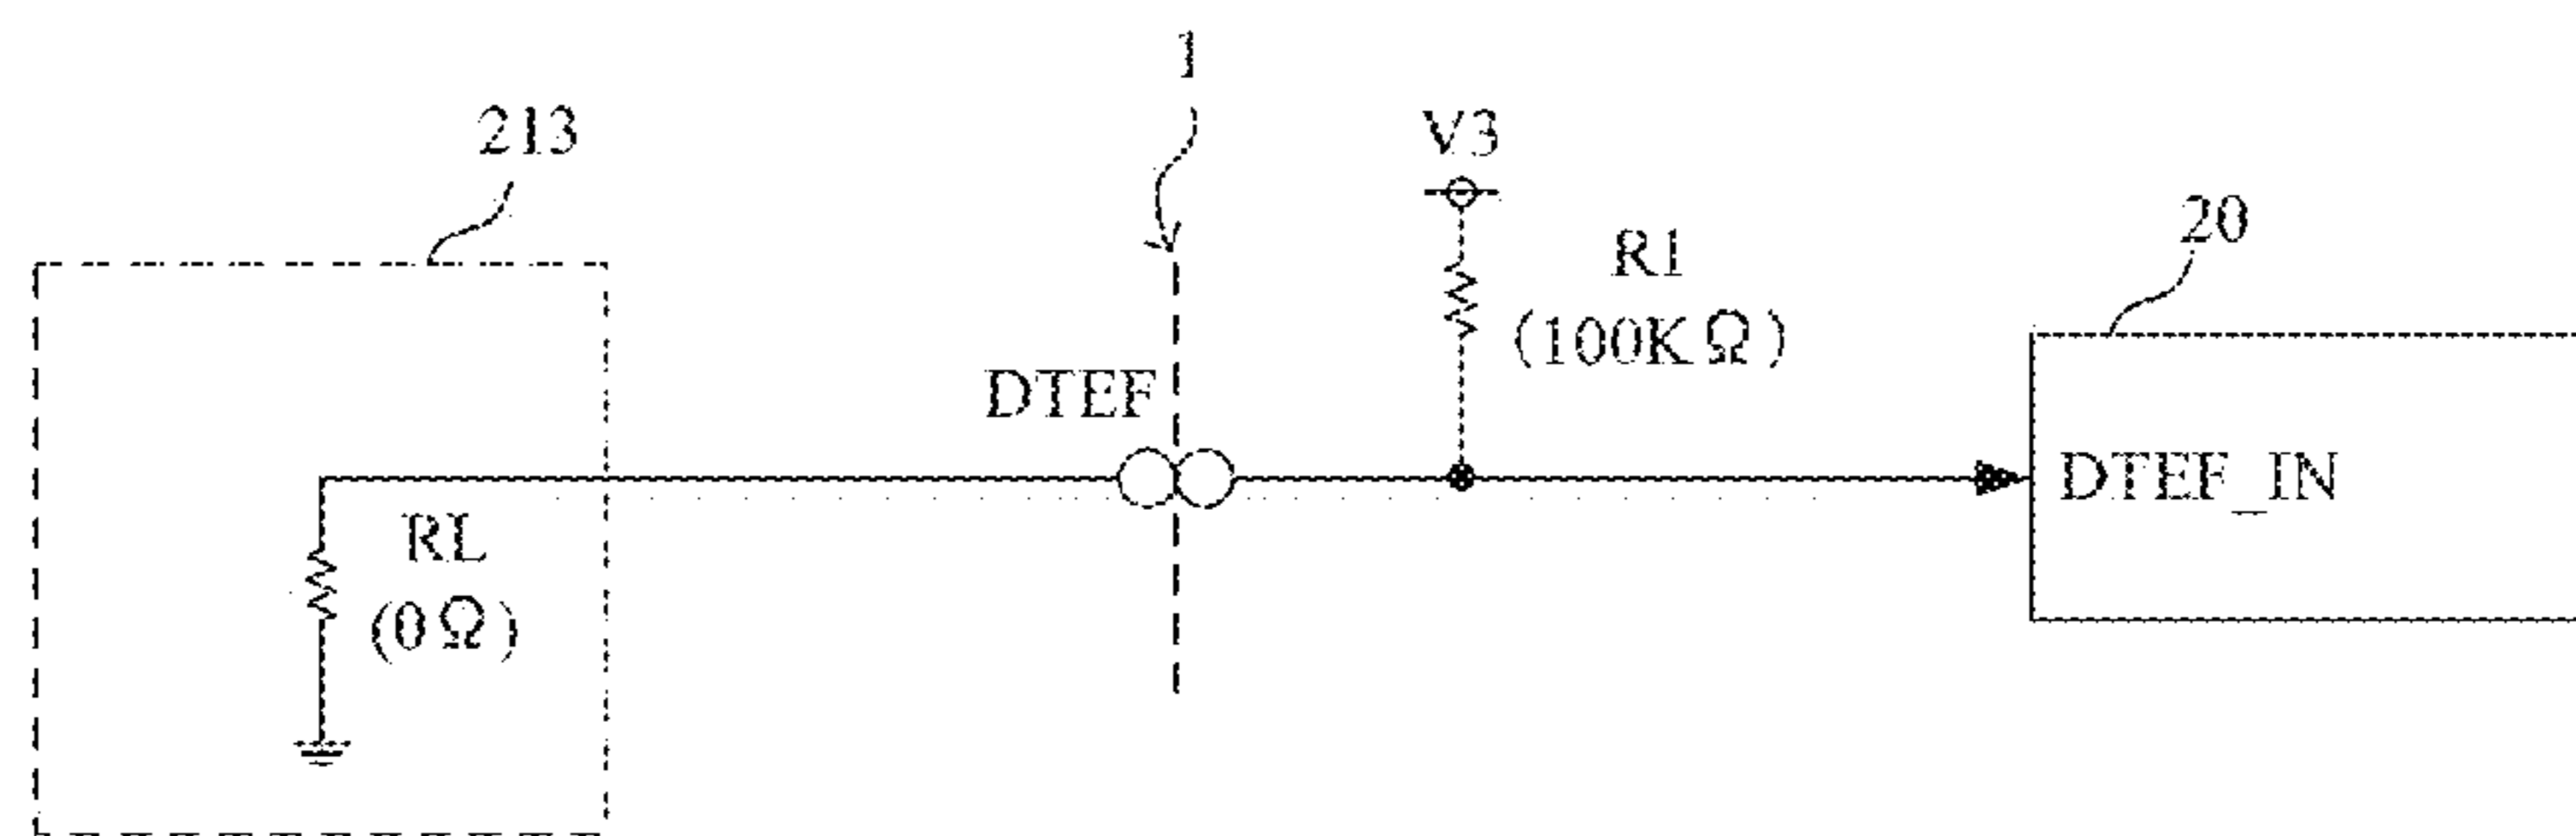 1
213
V3
20
R1
(100KΩ)
DTEF
DTEF_IN
RL
(0Ω)